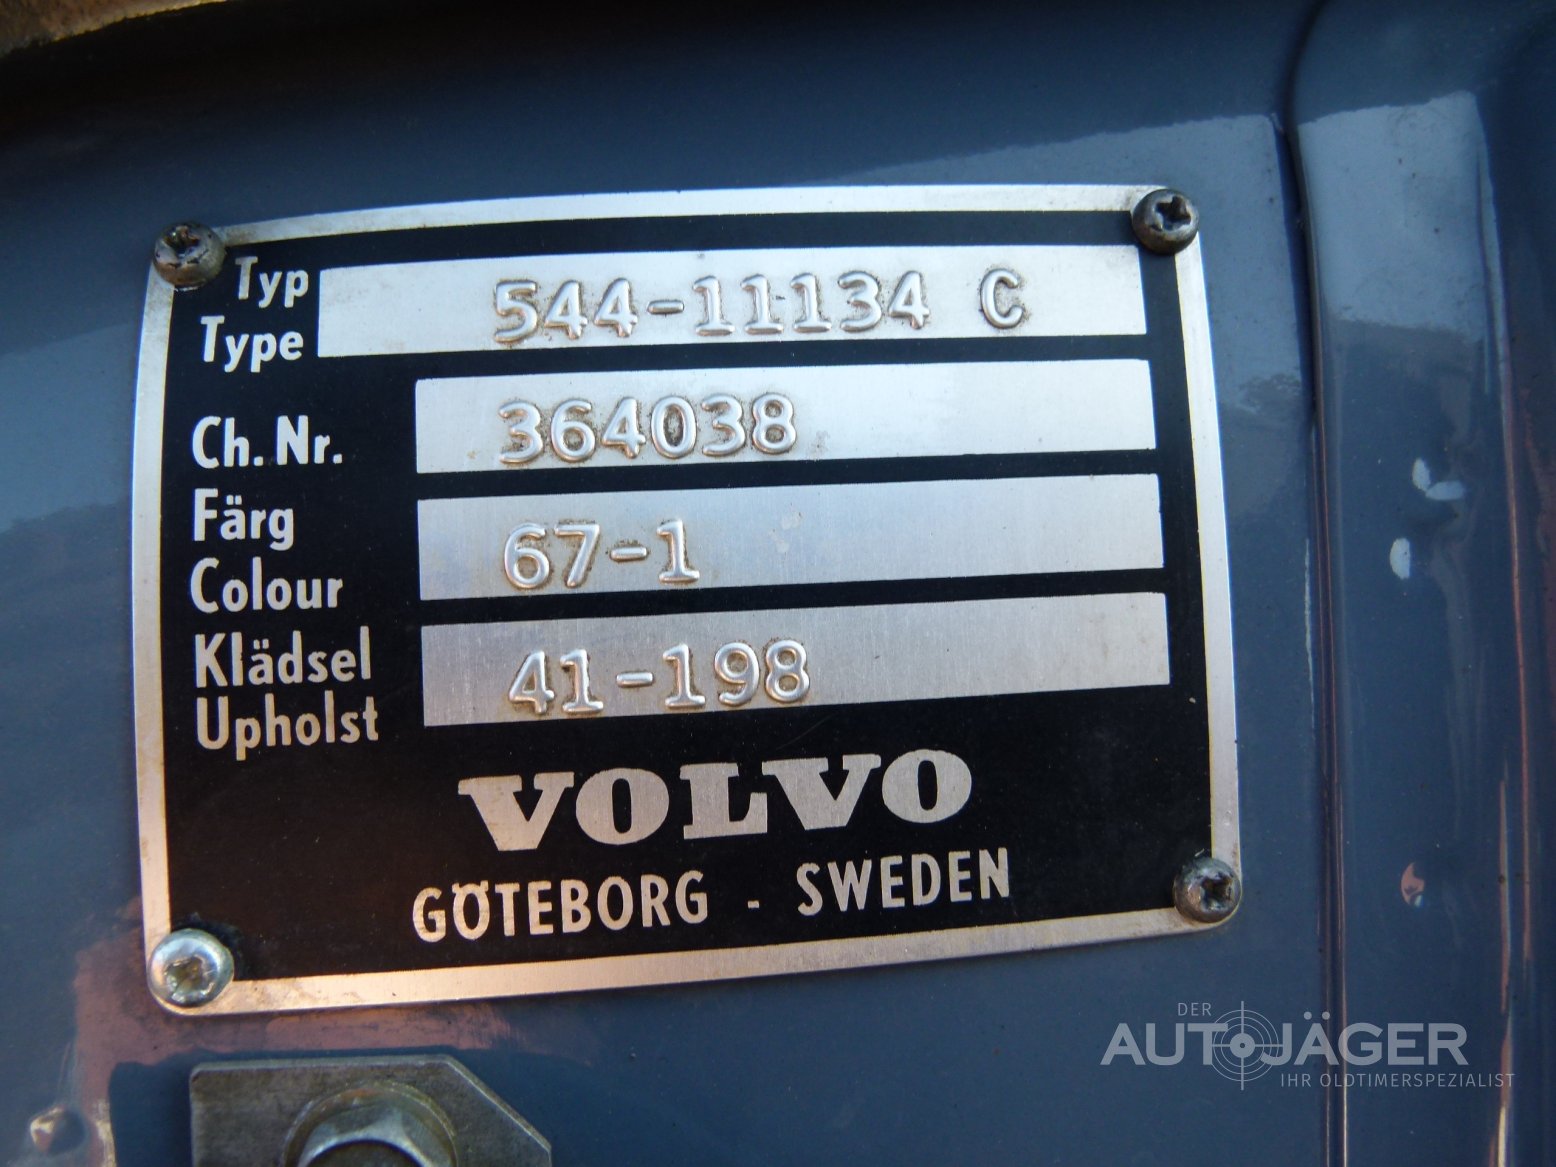 Typ
Type 544-11134 C
Ch.Nr. 364038
Färg
Colour 67-1
Klädsel
Upholst 41-198
VOLVO
GÖTEBORG - SWEDEN
DER
AUTOJÄGER
IHR OLDTIMERSPEZIALIST